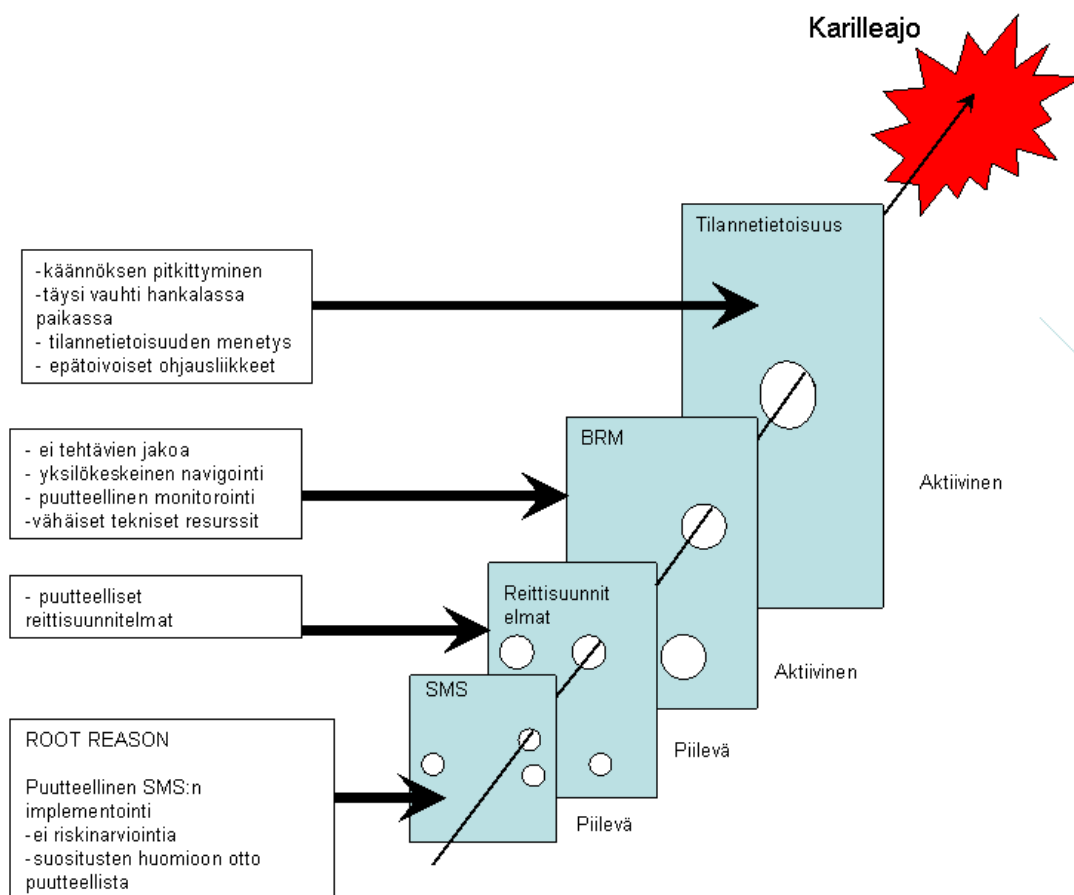 Karilleajo
Tilannetietoisuus
-käännöksen pitkittyminen
-täysi vauhti hankalassa
paikassa
- tilannetietoisuuden menetys
- epätoivoiset ohjausliikkeet
BRM
- ei tehtävien jakoa
- yksilökeskeinen navigointi
- puutteellinen monitorointi
-vähäiset tekniset resurssit
Aktiivinen
Reittisuunnit
elmat
- puutteelliset
reittisuunnitelmat
Aktiivinen
SMS
Piilevä
ROOT REASON
Puutteellinen SMS:n
implementointi
-ei riskinarviointia
-suositusten huomioon otto
puutteellista
Piilevä